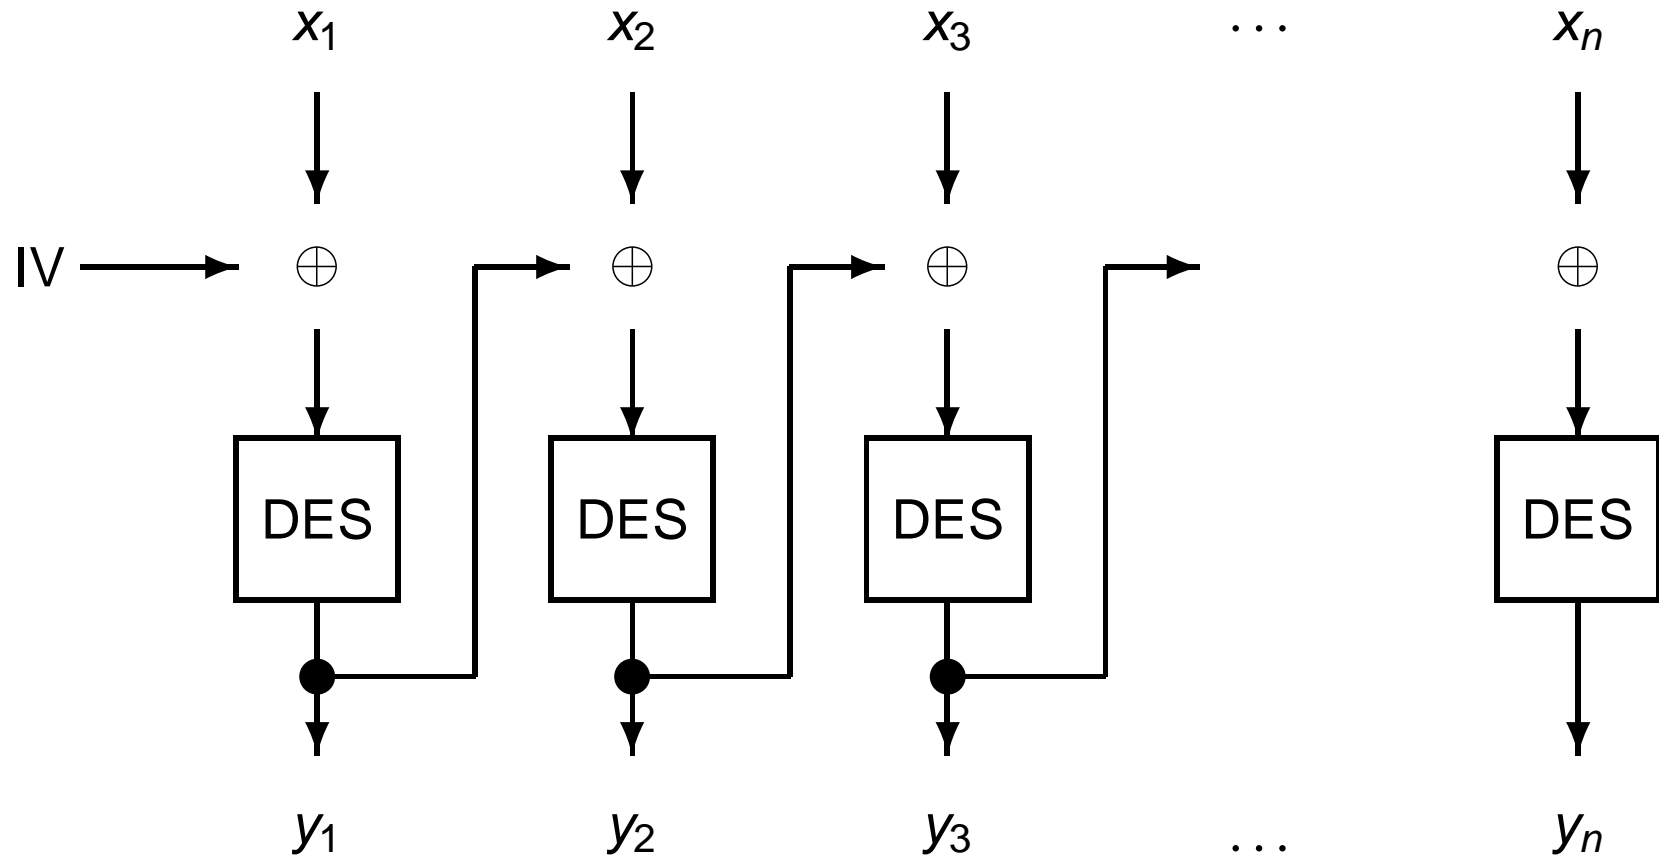 x₁ x₂ x₃ ... xₙ
IV ⊕ ⊕ ⊕ ⊕
DES DES DES DES
y₁ y₂ y₃ ... yₙ